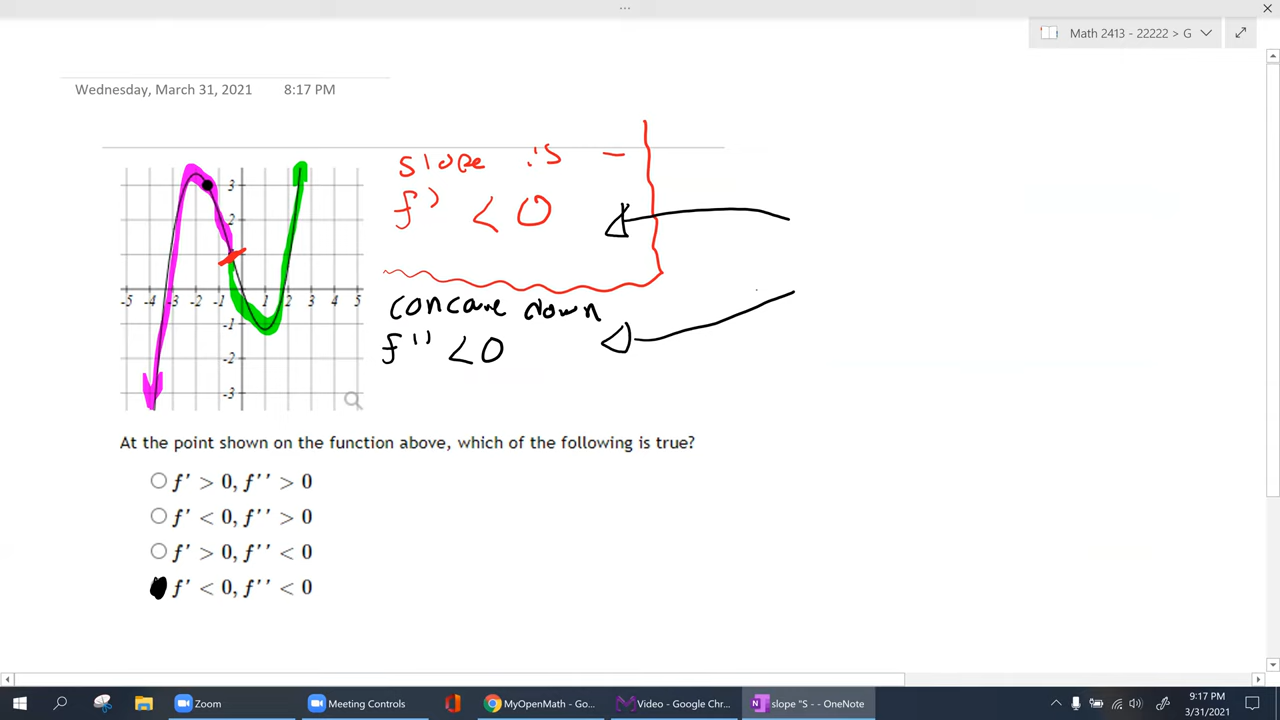 Math 2413 - 22222 > G
Wednesday, March 31, 2021 8:17 PM
slope is -
f' < 0
concave down
f'' < 0
3
2
-5 -4 -3 -2 -1 1 2 3 4 5
-1
-2
-3
At the point shown on the function above, which of the following is true?
f' > 0, f'' > 0
f' < 0, f'' > 0
f' > 0, f'' < 0
f' < 0, f'' < 0
Zoom
Meeting Controls
MyOpenMath - Go...
Video - Google Chr...
slope "S - - OneNote
9:17 PM
3/31/2021